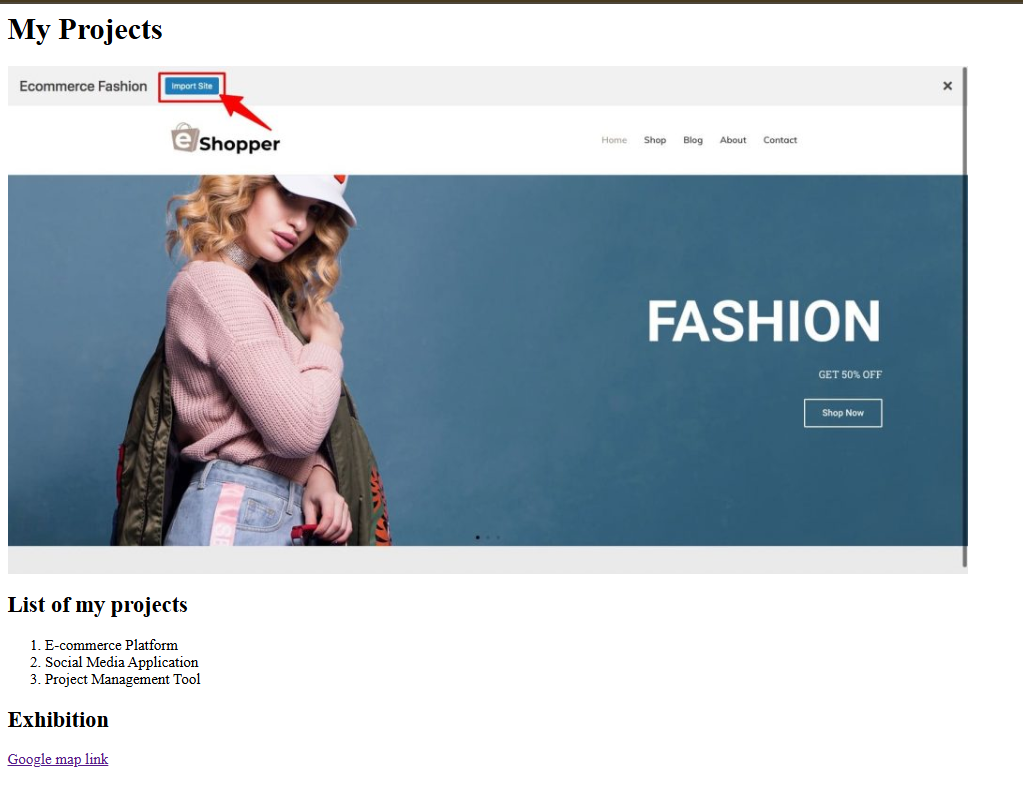 My Projects
Ecommerce Fashion Import Site ×
eShopper Home Shop Blog About Contact
FASHION
GET 50% OFF
Shop Now
List of my projects
1. E-commerce Platform
2. Social Media Application
3. Project Management Tool
Exhibition
Google map link